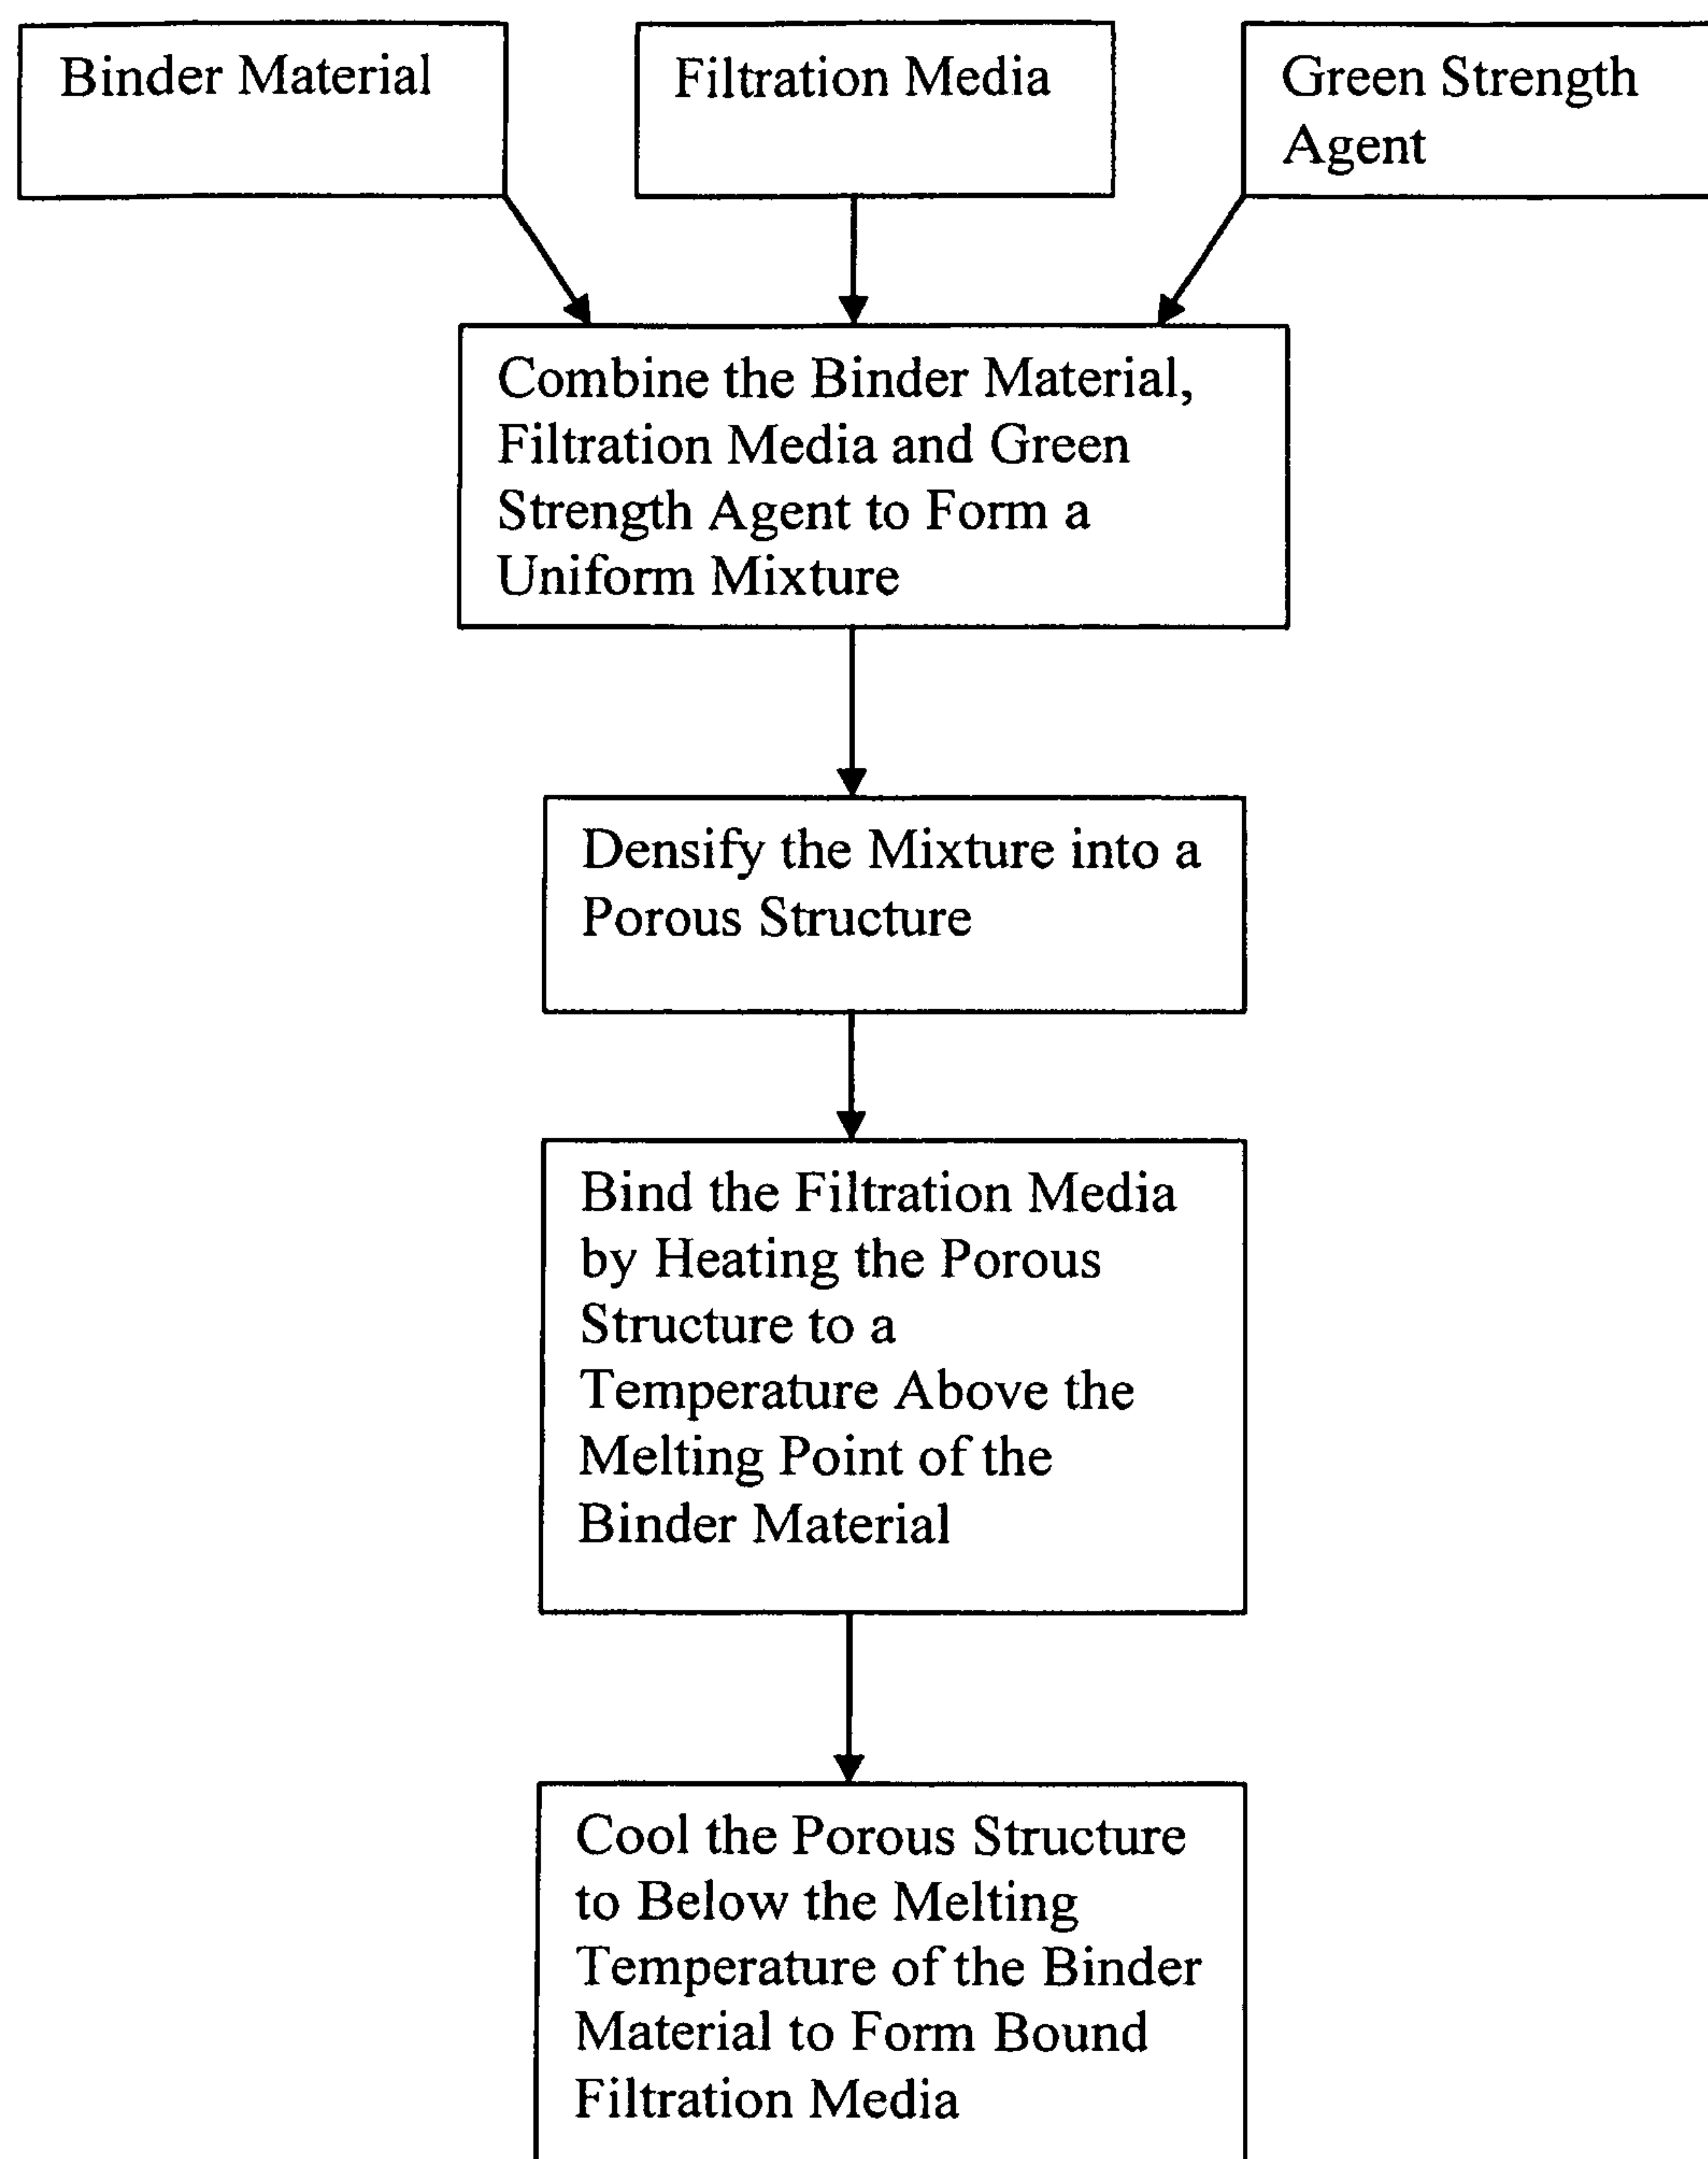 Binder Material
Filtration Media
Green Strength
Agent
Combine the Binder Material,
Filtration Media and Green
Strength Agent to Form a
Uniform Mixture
Densify the Mixture into a
Porous Structure
Bind the Filtration Media
by Heating the Porous
Structure to a
Temperature Above the
Melting Point of the
Binder Material
Cool the Porous Structure
to Below the Melting
Temperature of the Binder
Material to Form Bound
Filtration Media